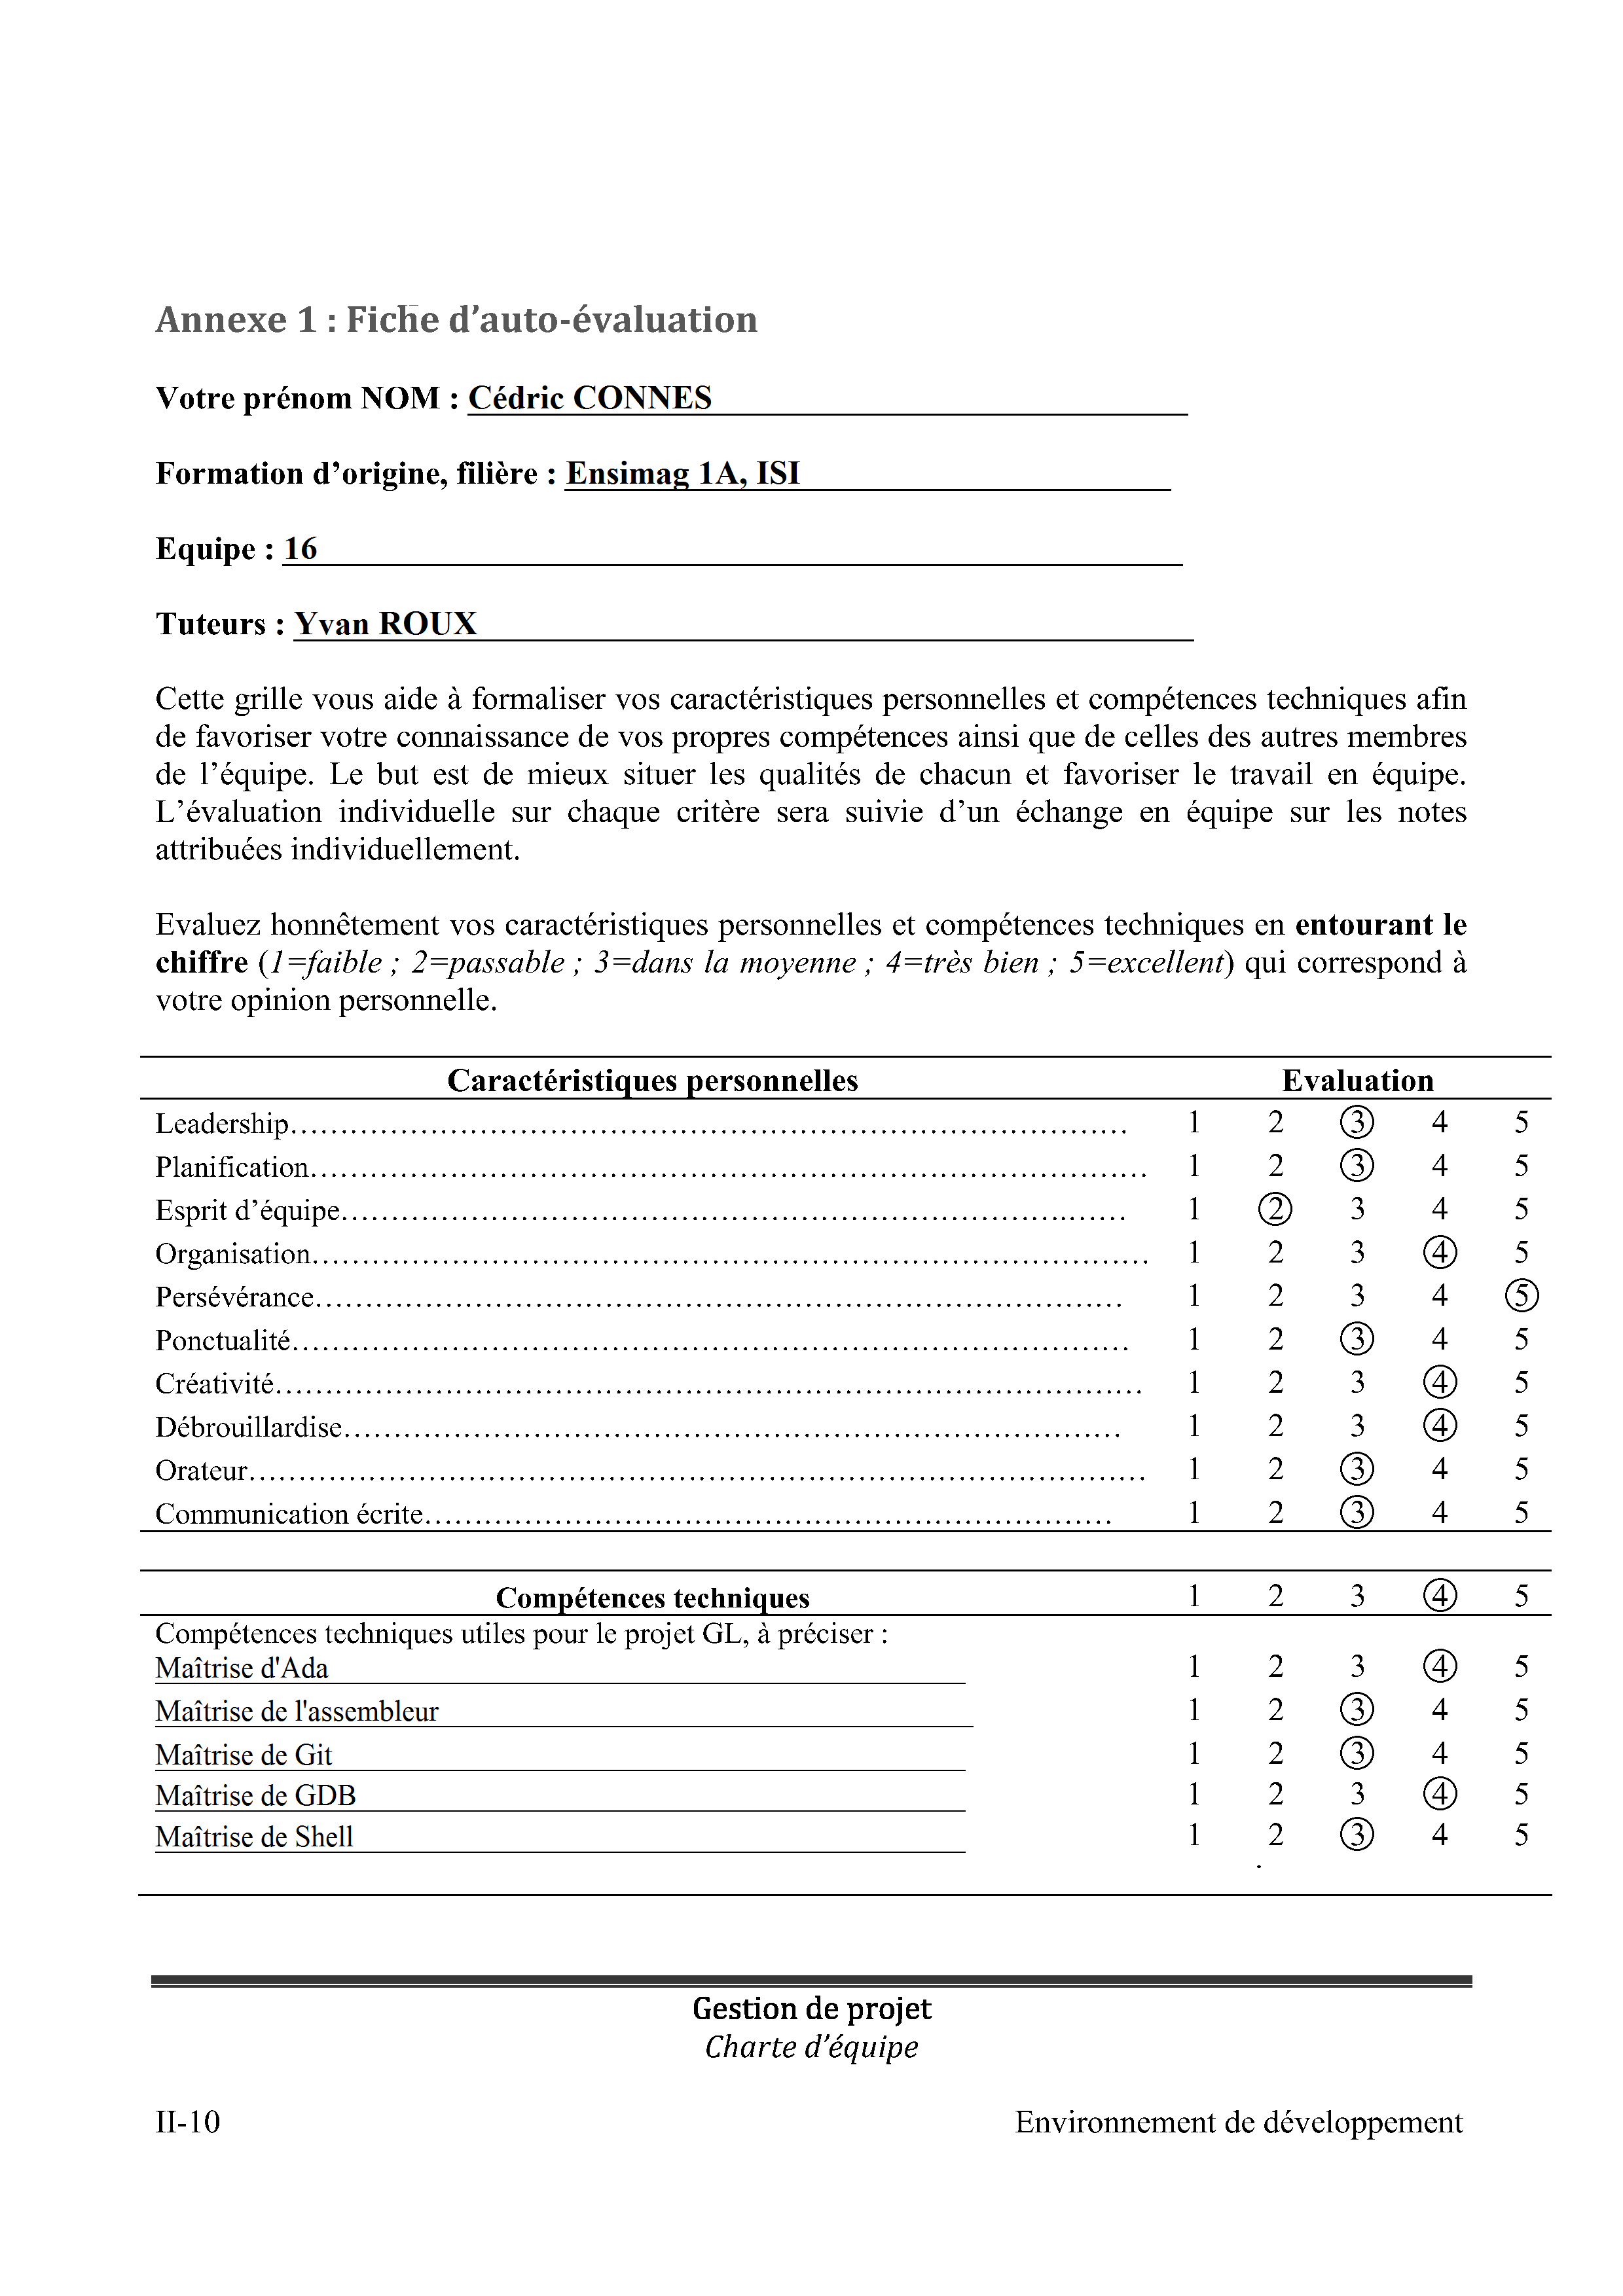 Annexe 1 : Fiche d’auto-évaluation
Votre prénom NOM : Cédric CONNES
Formation d’origine, filière : Ensimag 1A, ISI
Equipe : 16
Tuteurs : Yvan ROUX
Cette grille vous aide à formaliser vos caractéristiques personnelles et compétences techniques afin
de favoriser votre connaissance de vos propres compétences ainsi que de celles des autres membres
de l’équipe. Le but est de mieux situer les qualités de chacun et favoriser le travail en équipe.
L’évaluation individuelle sur chaque critère sera suivie d’un échange en équipe sur les notes
attribuées individuellement.
Evaluez honnêtement vos caractéristiques personnelles et compétences techniques en entourant le
chiffre (1=faible ; 2=passable ; 3=dans la moyenne ; 4=très bien ; 5=excellent) qui correspond à
votre opinion personnelle.
Caractéristiques personnelles Evaluation
Leadership…………………………………………………………………………… 1 2 3 4 5
Planification…………………………………………………………………………… 1 2 3 4 5
Esprit d’équipe……………………………………………………………………… 1 2 3 4 5
Organisation…………………………………………………………………………… 1 2 3 4 5
Persévérance………………………………………………………………………… 1 2 3 4 5
Ponctualité…………………………………………………………………………… 1 2 3 4 5
Créativité……………………………………………………………………………… 1 2 3 4 5
Débrouillardise……………………………………………………………………… 1 2 3 4 5
Orateur………………………………………………………………………………… 1 2 3 4 5
Communication écrite……………………………………………………………… 1 2 3 4 5
Compétences techniques 1 2 3 4 5
Compétences techniques utiles pour le projet GL, à préciser :
Maîtrise d'Ada 1 2 3 4 5
Maîtrise de l'assembleur 1 2 3 4 5
Maîtrise de Git 1 2 3 4 5
Maîtrise de GDB 1 2 3 4 5
Maîtrise de Shell 1 2 3 4 5
Gestion de projet
Charte d’équipe
II-10 Environnement de développement